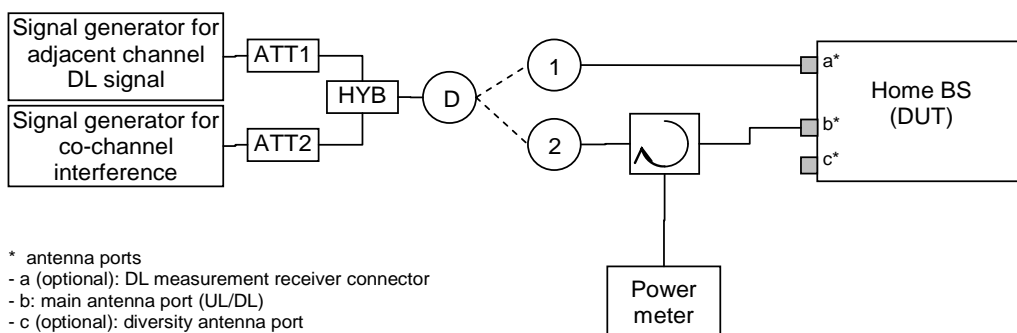 Signal generator for
adjacent channel
DL signal
ATT1
HYB
D
1
2
Signal generator for
co-channel
interference
ATT2
a*
b*
c*
Home BS
(DUT)
Power
meter
* antenna ports
- a (optional): DL measurement receiver connector
- b: main antenna port (UL/DL)
- c (optional): diversity antenna port